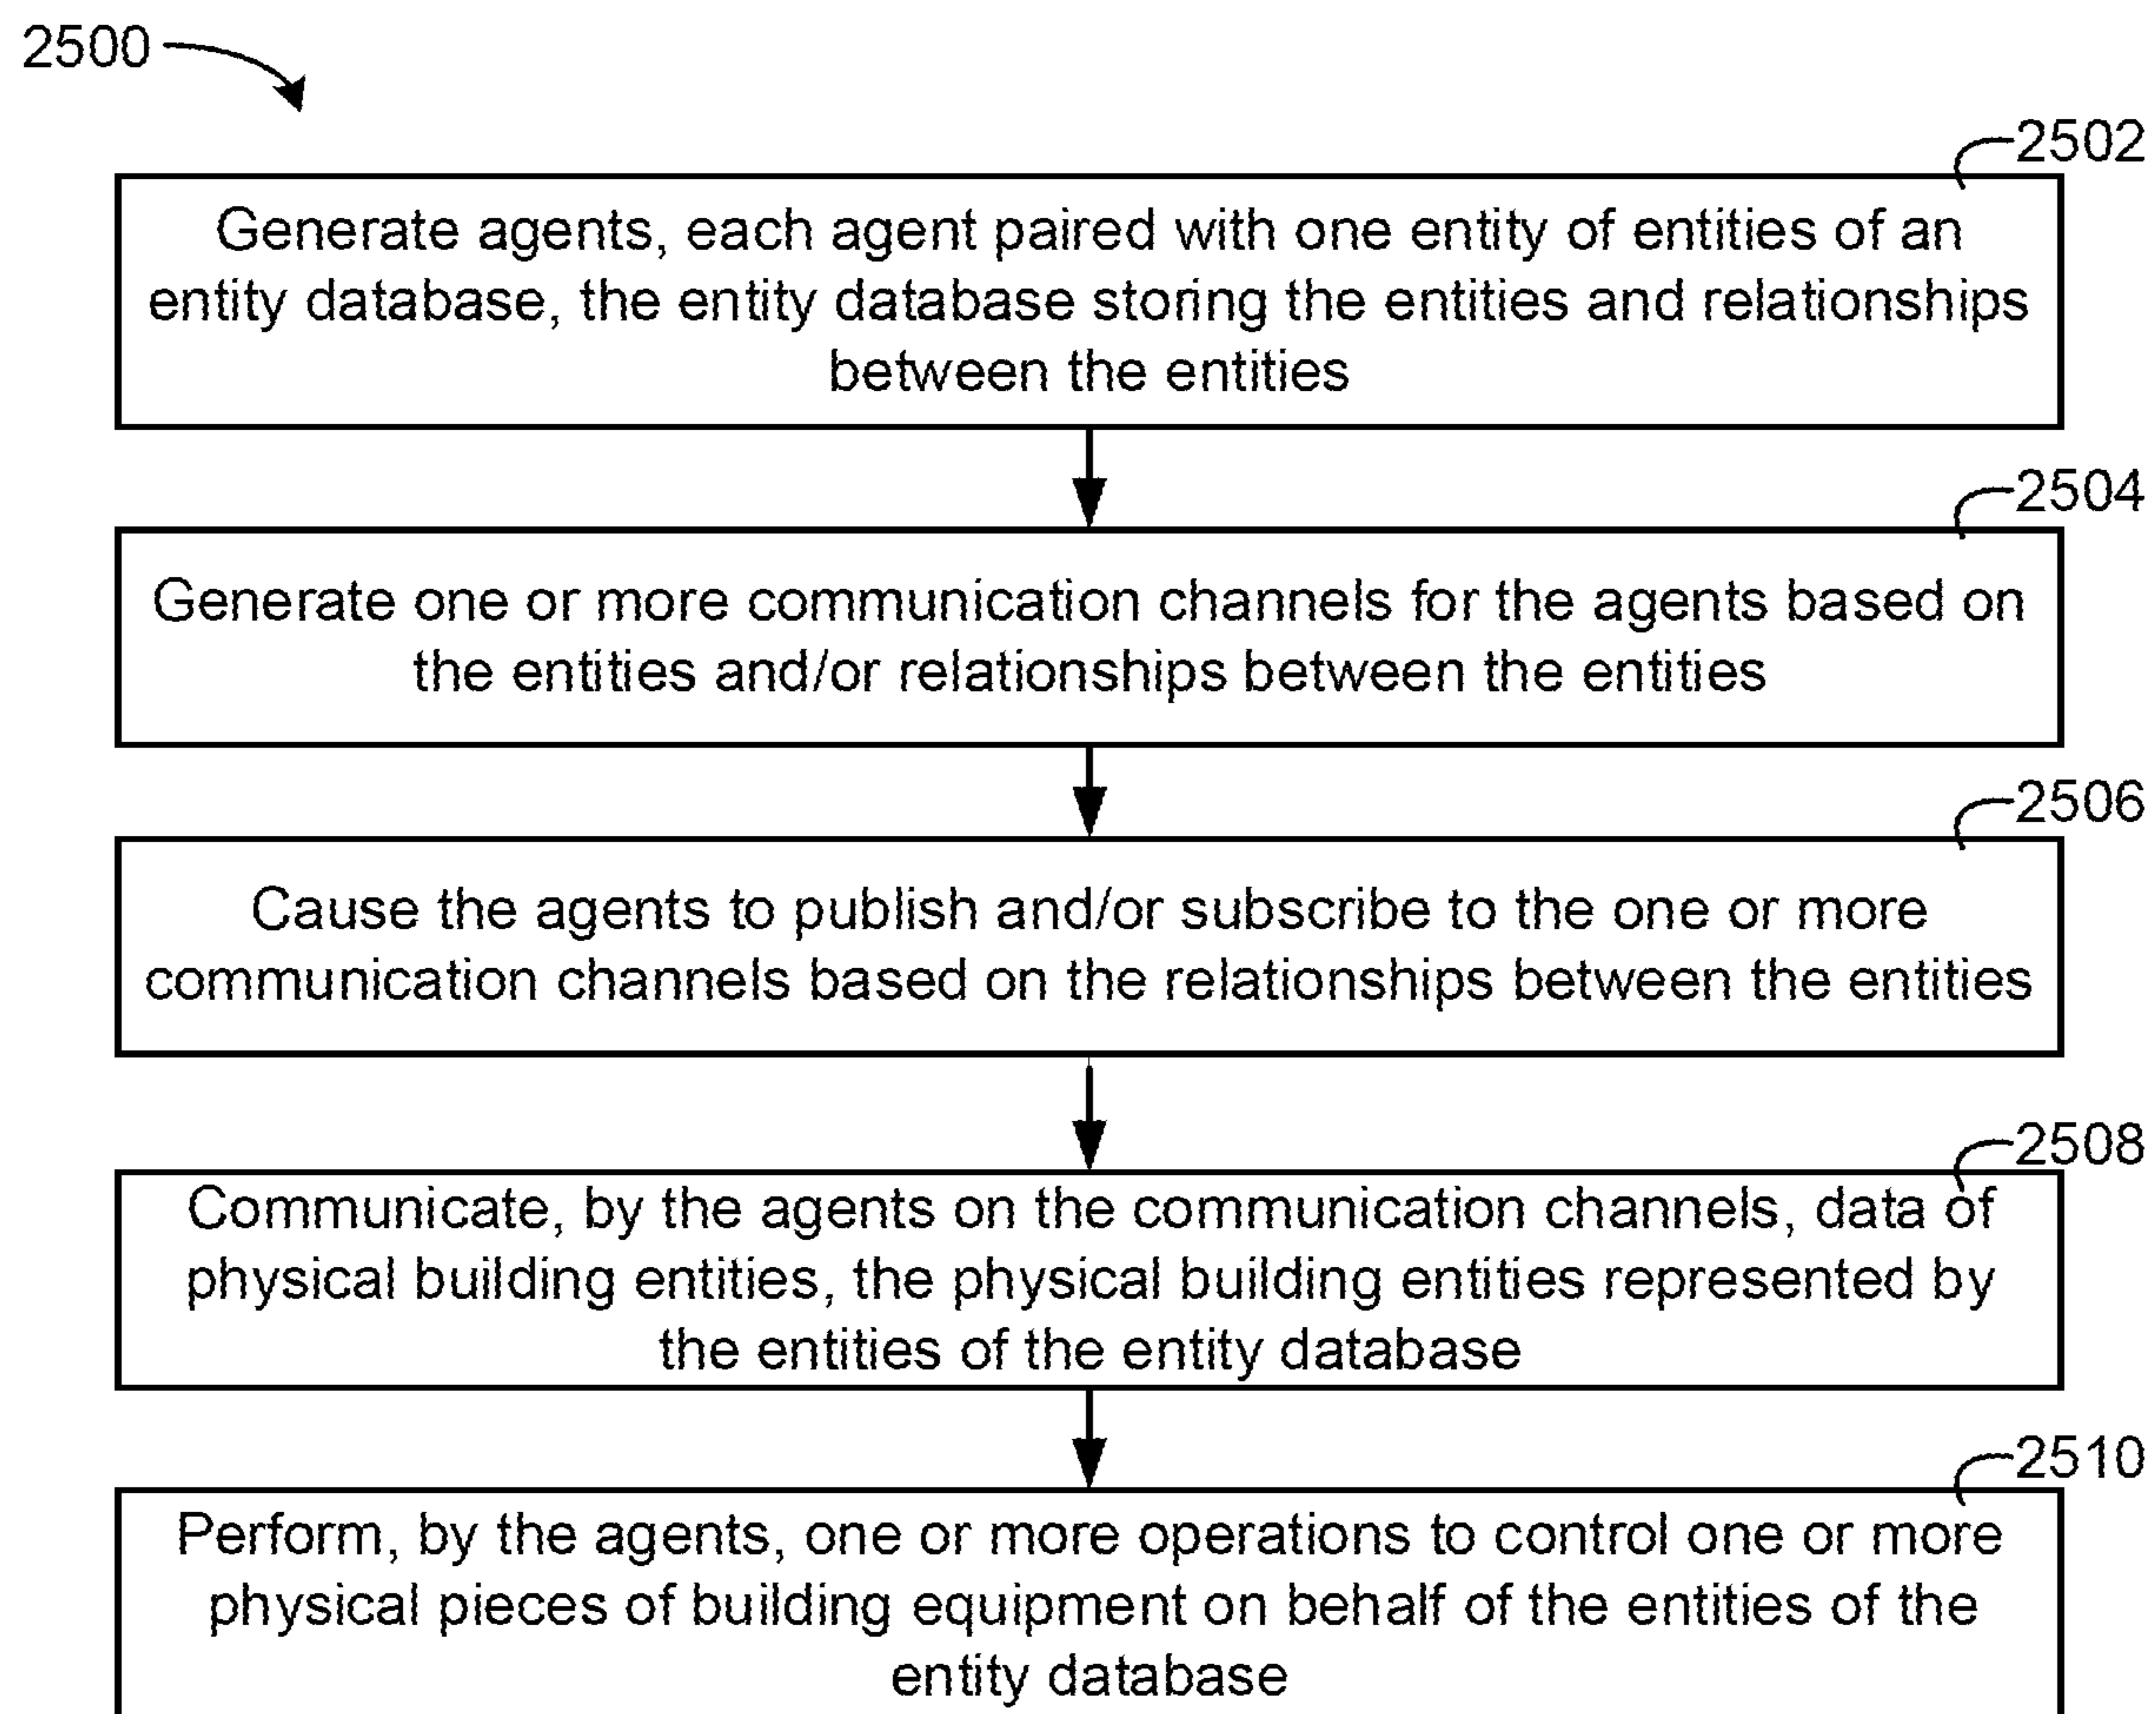 2500
2502
Generate agents, each agent paired with one entity of entities of an
entity database, the entity database storing the entities and relationships
between the entities
2504
Generate one or more communication channels for the agents based on
the entities and/or relationships between the entities
2506
Cause the agents to publish and/or subscribe to the one or more
communication channels based on the relationships between the entities
2508
Communicate, by the agents on the communication channels, data of
physical building entities, the physical building entities represented by
the entities of the entity database
2510
Perform, by the agents, one or more operations to control one or more
physical pieces of building equipment on behalf of the entities of the
entity database